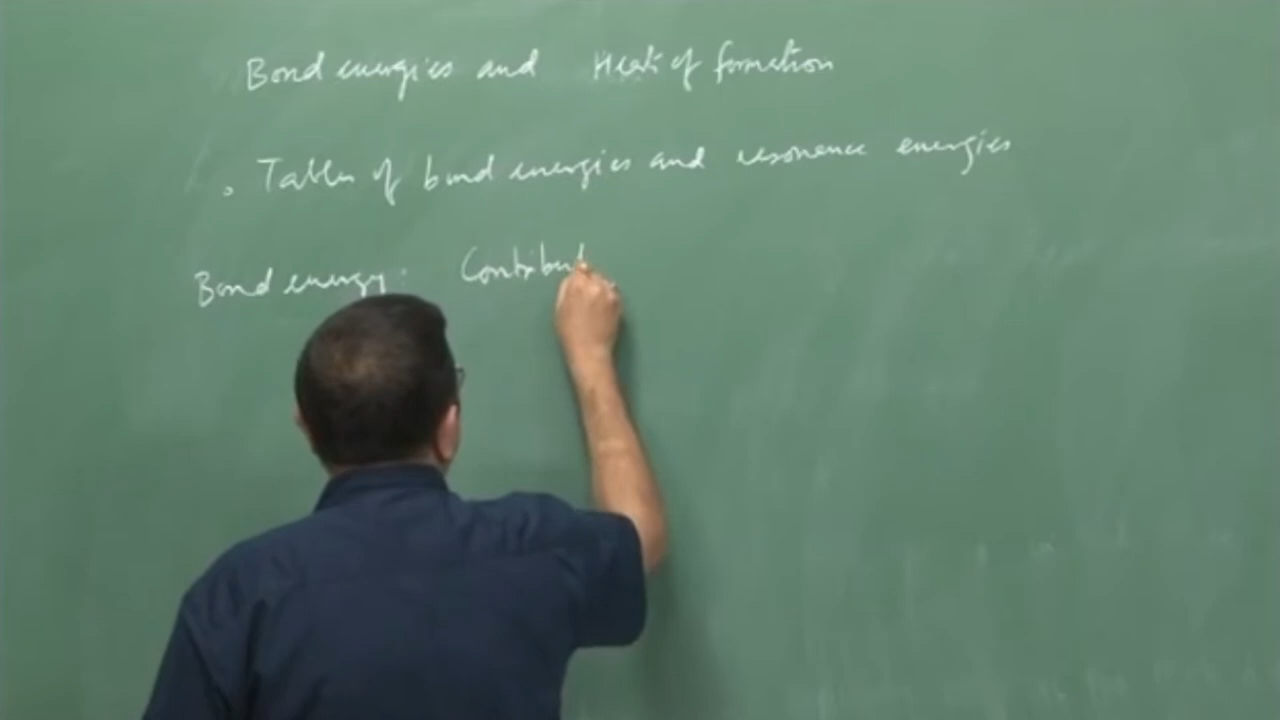 Bond energies and Heat of formation
. Tables of bond energies and resonance energies
Bond energy : Contribut